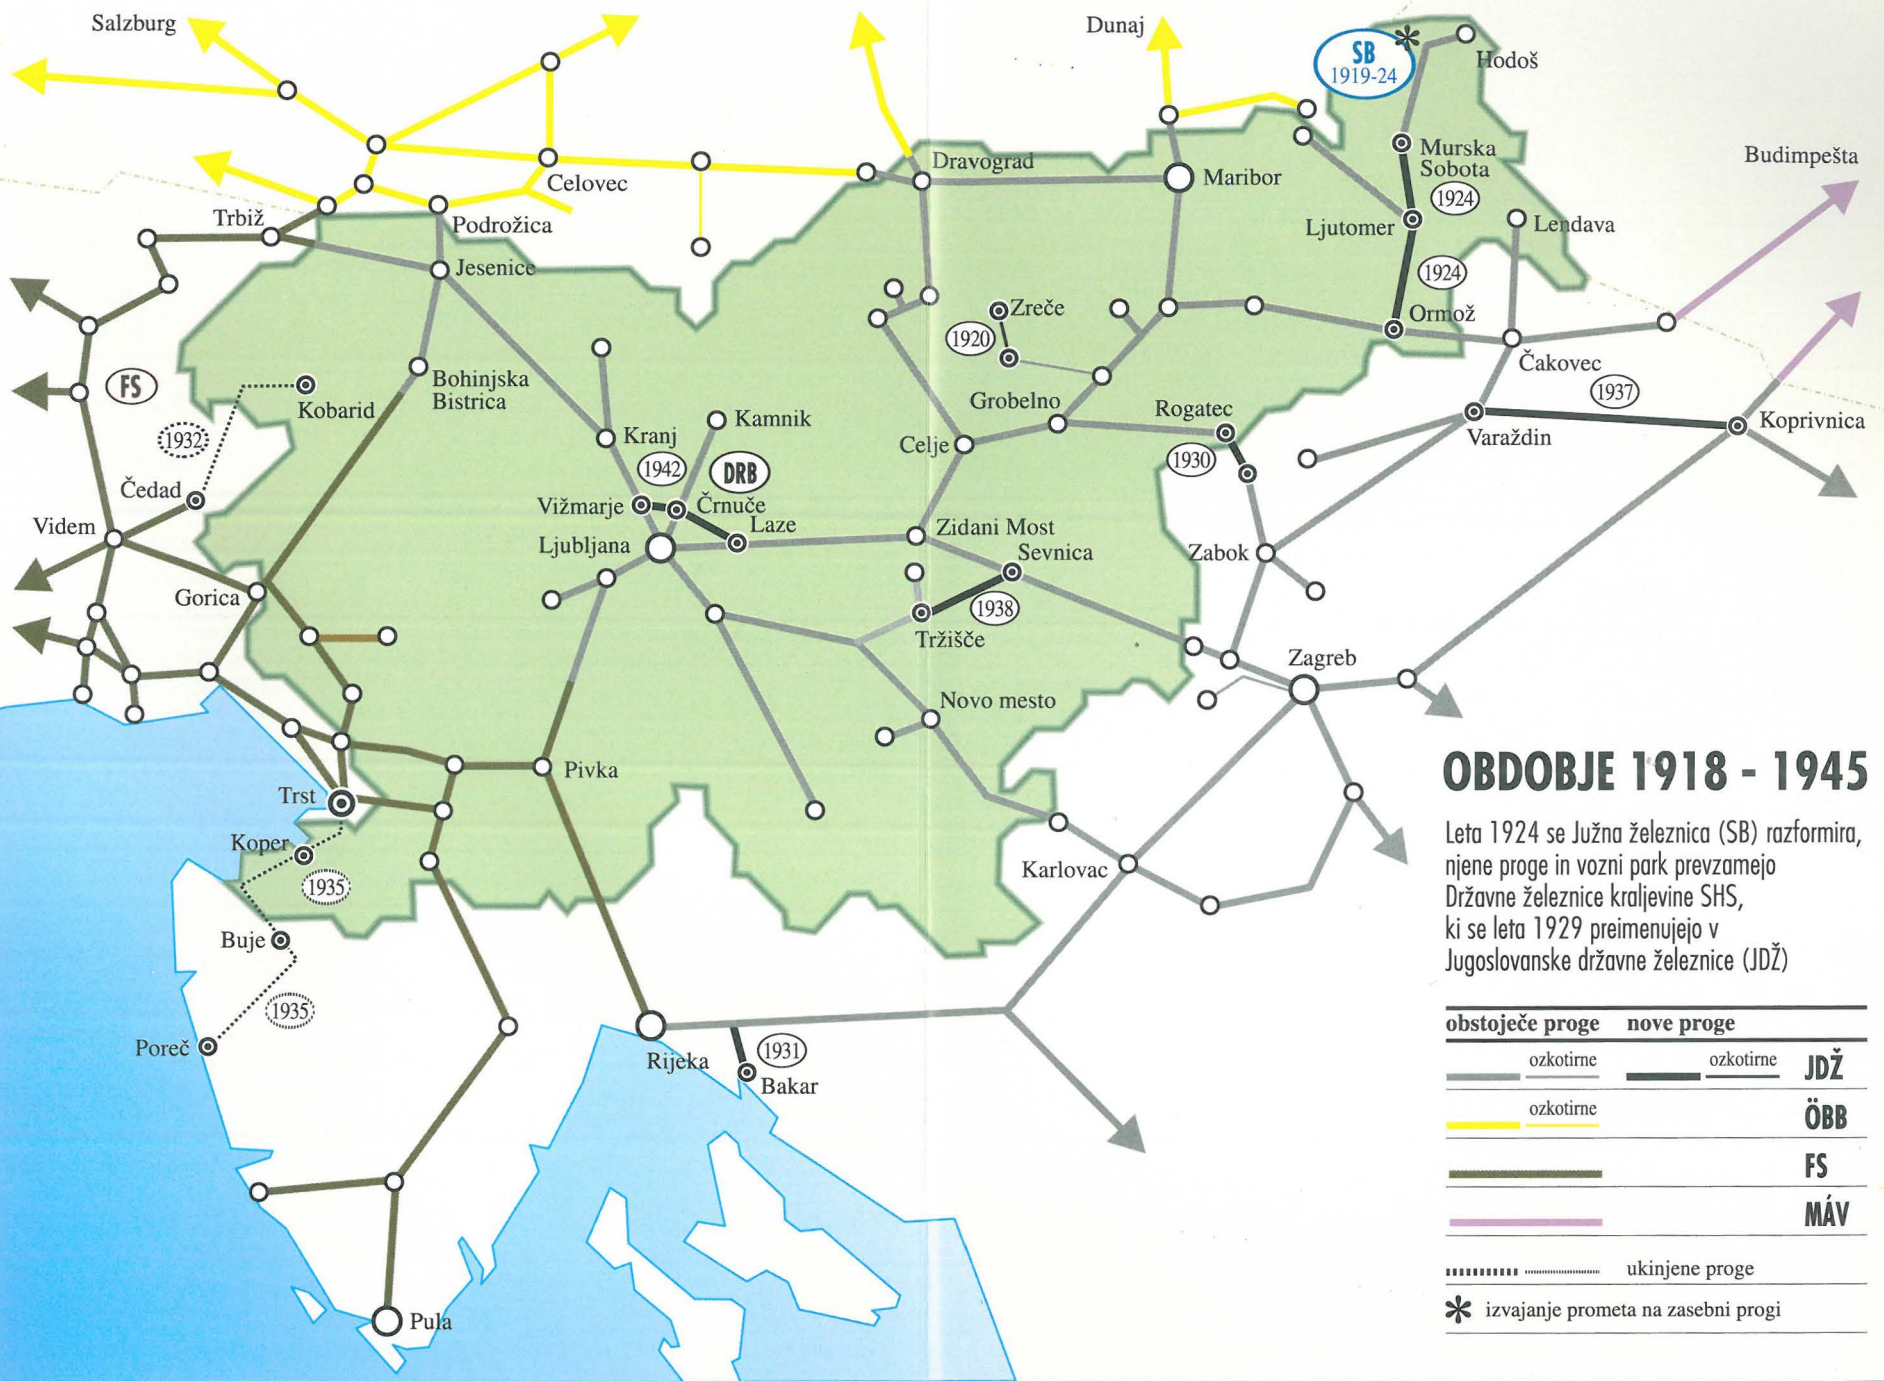 Salzburg
Dunaj
SB
1919-24
Hodoš
Murska
Sobota
Budimpešta
Dravograd
Maribor
Celovec
1924
Trbiž
Podrožica
Ljutomer
Lendava
Jesenice
1924
Zreče
Ormož
1920
Čakovec
FS
Bohinjska
Bistrica
Kobarid
1937
Grobelno
Rogatec
Kamnik
Koprivnica
1932
Kranj
Varaždin
Celje
1942
DRB
1930
Čedad
Vižmarje
Črnuče
Videm
Laze
Zidani Most
Ljubljana
Sevnica
Zabok
Gorica
1938
Tržišče
Zagreb
Novo mesto
Pivka
OBDOBJE 1918 - 1945
Trst
Leta 1924 se Južna železnica (SB) razformira,
njene proge in vozni park prevzamejo
Državne železnice kraljevine SHS,
ki se leta 1929 preimenujejo v
Jugoslovanske državne železnice (JDŽ)
Koper
1935
Karlovac
Buje
1935
Poreč
Rijeka
1931
Bakar
Pula
obstoječe proge nove proge
ozkotirne ozkotirne JDŽ
ozkotirne ÖBB
FS
MÁV
ukinjene proge
* izvajanje prometa na zasebni progi